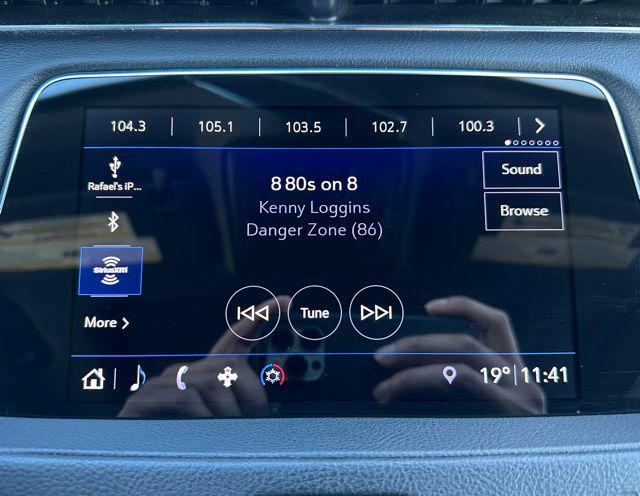 104.3 | 105.1 | 103.5 | 102.7 | 100.3
Rafael's iP...
8 80s on 8
Kenny Loggins
Danger Zone (86)
Sound
Browse
SiriusXM
More
Tune
19° | 11:41